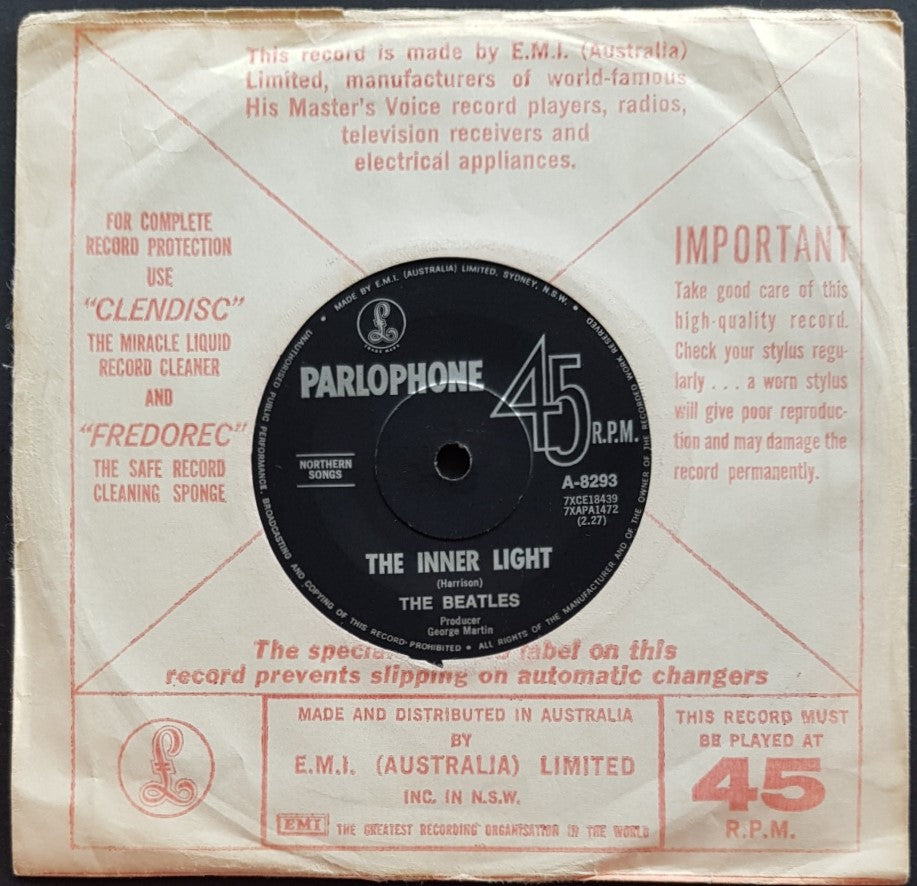 This record is made by E.M.I. (Australia)
Limited, manufacturers of world-famous
His Master's Voice record players, radios,
television receivers and
electrical appliances.
FOR COMPLETE
RECORD PROTECTION
USE
"CLENDISC"
THE MIRACLE LIQUID
RECORD CLEANER
AND
"FREDOREC"
THE SAFE RECORD
CLEANING SPONGE
IMPORTANT
Take good care of this
high-quality record.
Check your stylus regu-
larly . . . a worn stylus
will give poor reproduc-
tion and may damage the
record permanently.
MADE BY E.M.I. (AUSTRALIA) LIMITED, SYDNEY, N.S.W. •
UNAUTHORISED PUBLIC PERFORMANCE, BROADCASTING AND COPYING OF THIS RECORD PROHIBITED • ALL RIGHTS OF THE MANUFACTURER AND OF THE OWNER OF THE RECORDED WORK RESERVED
£
TRADE MARK
PARLOPHONE
45
R.P.M.
NORTHERN
SONGS
A-8293
7XCE18439
7XAPA1472
(2.27)
THE INNER LIGHT
(Harrison)
THE BEATLES
Producer
George Martin
The label on this
record prevents slipping on automatic changers
£
MADE AND DISTRIBUTED IN AUSTRALIA
BY
E.M.I. (AUSTRALIA) LIMITED
INC. IN N.S.W.
EMI THE GREATEST RECORDING ORGANISATION IN THE WORLD
THIS RECORD MUST
BE PLAYED AT
45
R.P.M.